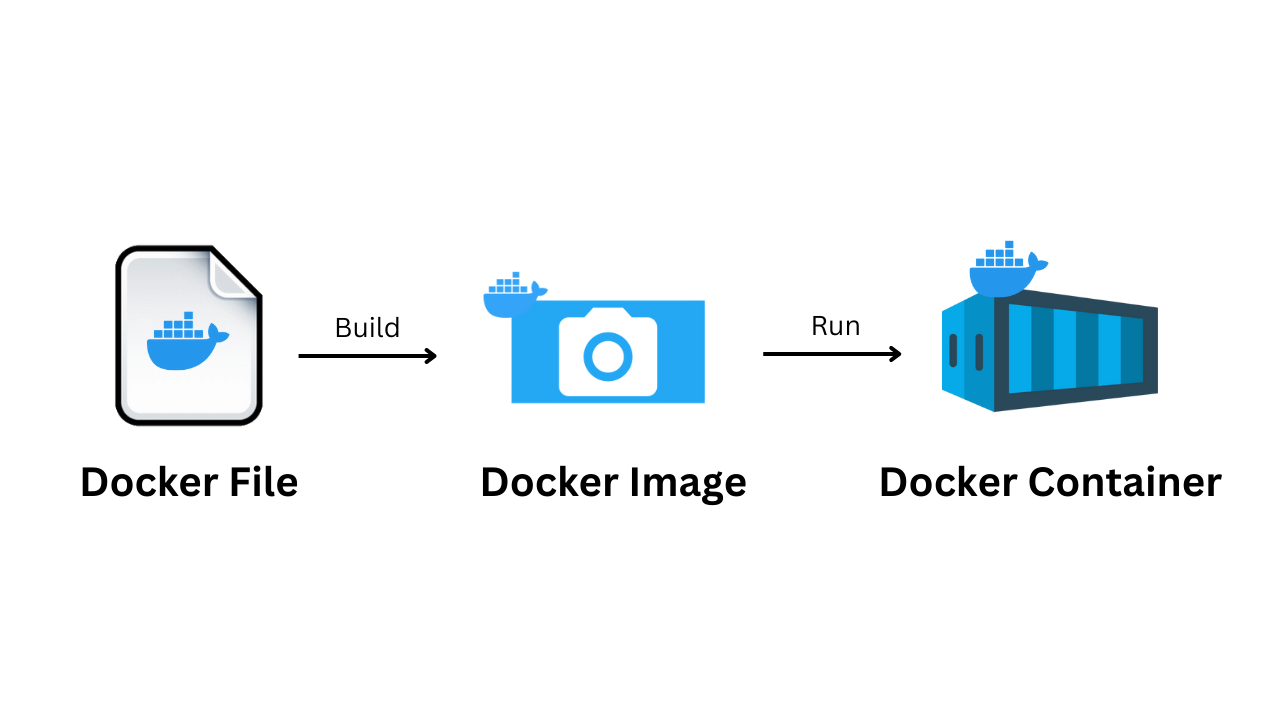 Build
Run
Docker File
Docker Image
Docker Container